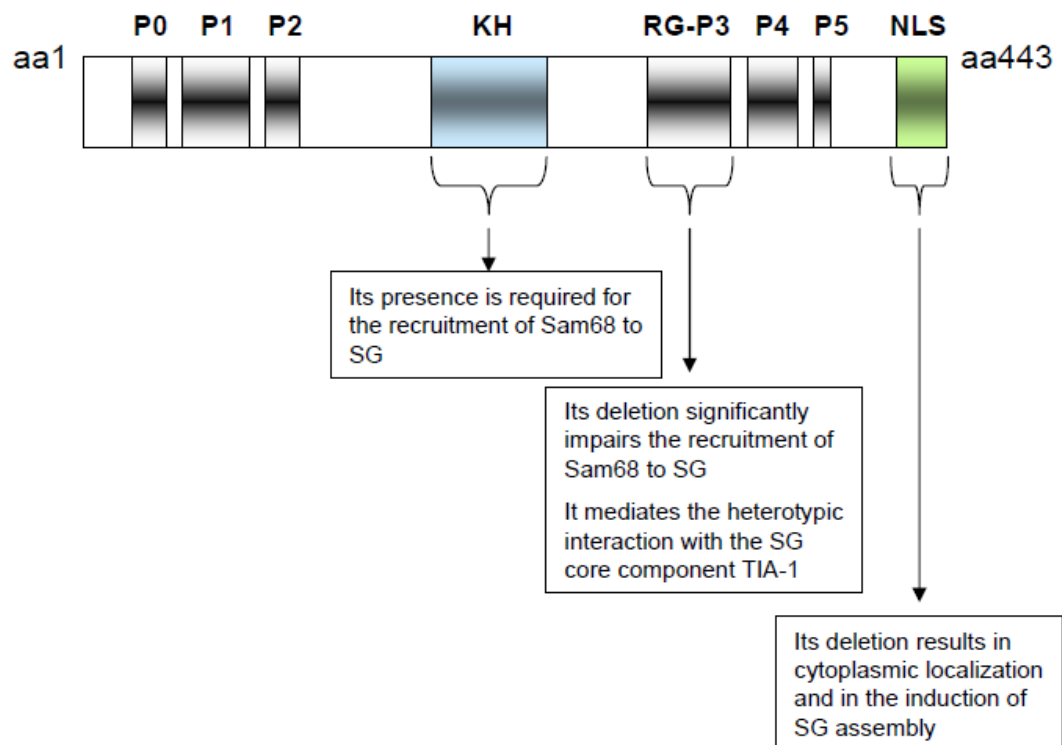 P0 P1 P2 KH RG-P3 P4 P5 NLS
aa1 aa443
Its presence is required for
the recruitment of Sam68 to
SG
Its deletion significantly
impairs the recruitment of
Sam68 to SG
It mediates the heterotypic
interaction with the SG
core component TIA-1
Its deletion results in
cytoplasmic localization
and in the induction of
SG assembly